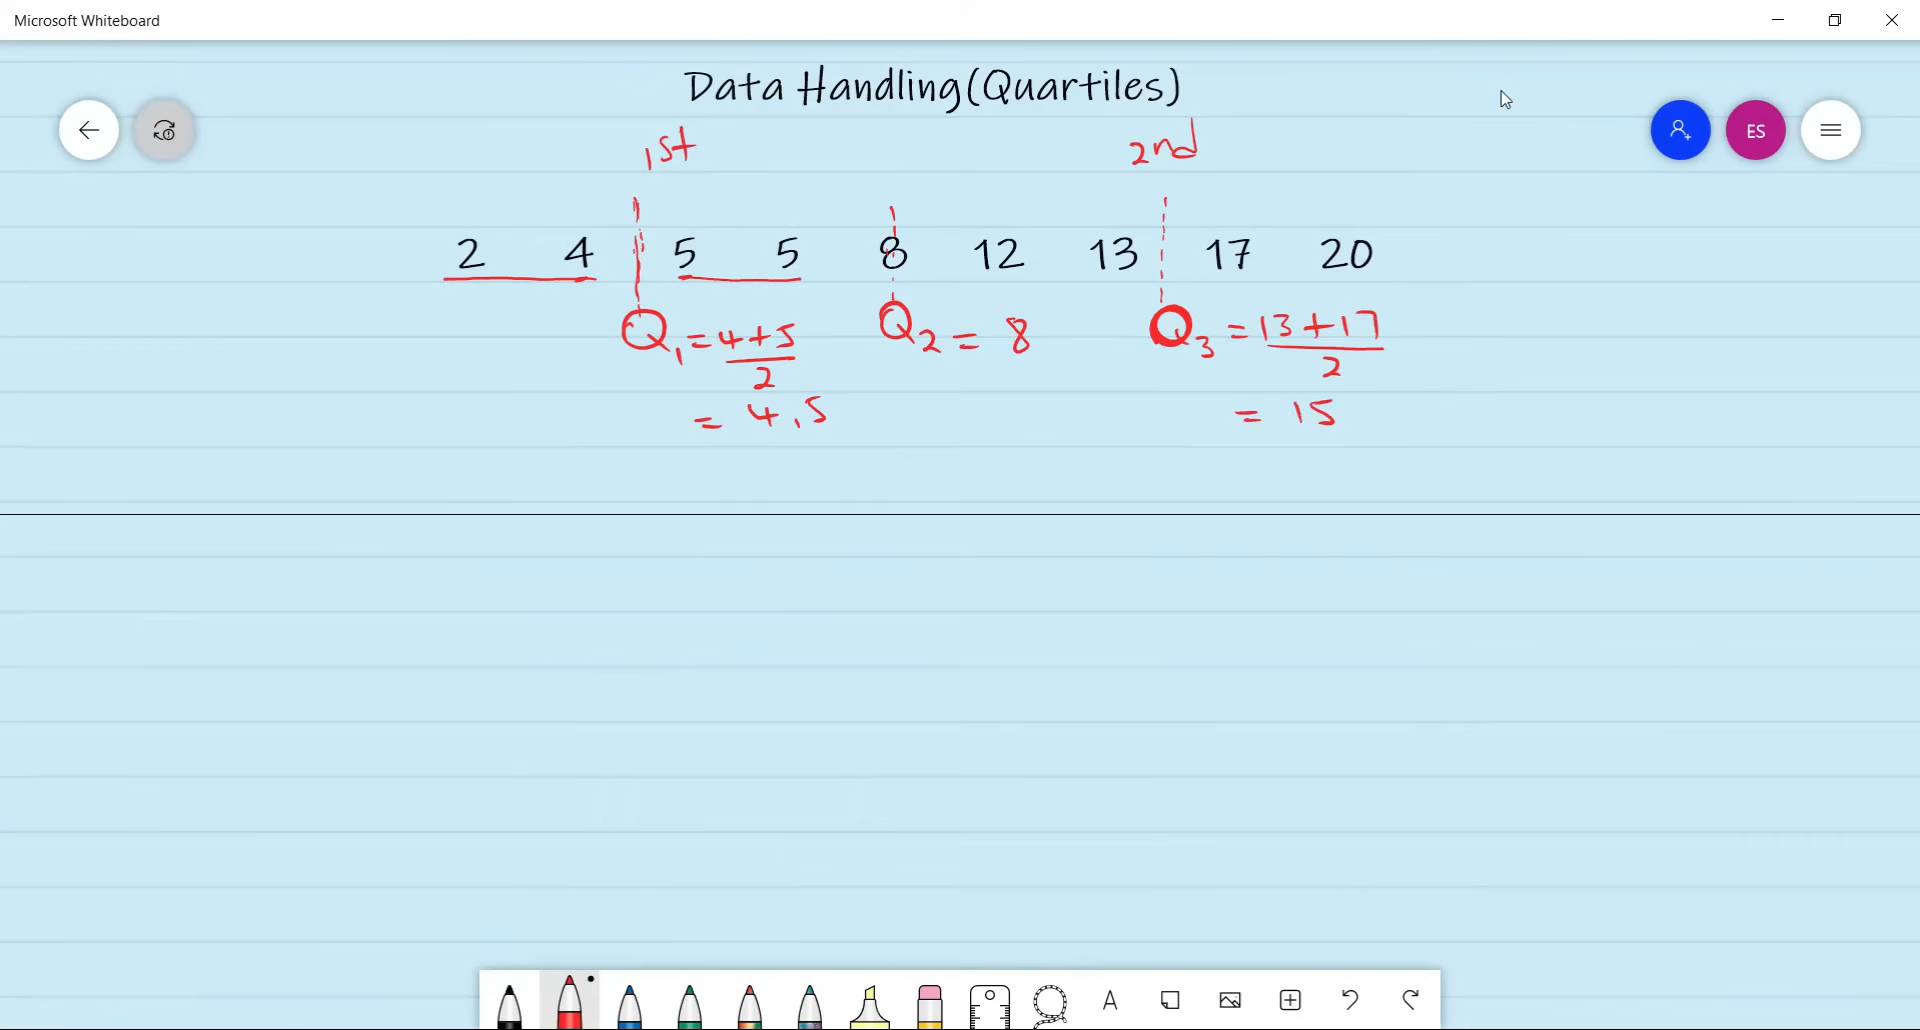 Microsoft Whiteboard
Data Handling(Quartiles)
1st 2nd
ES
2 4 5 5 8 12 13 17 20
Q1 = 4+5/2 Q2 = 8 Q3 = 13+17/2
= 4,5 = 15
A